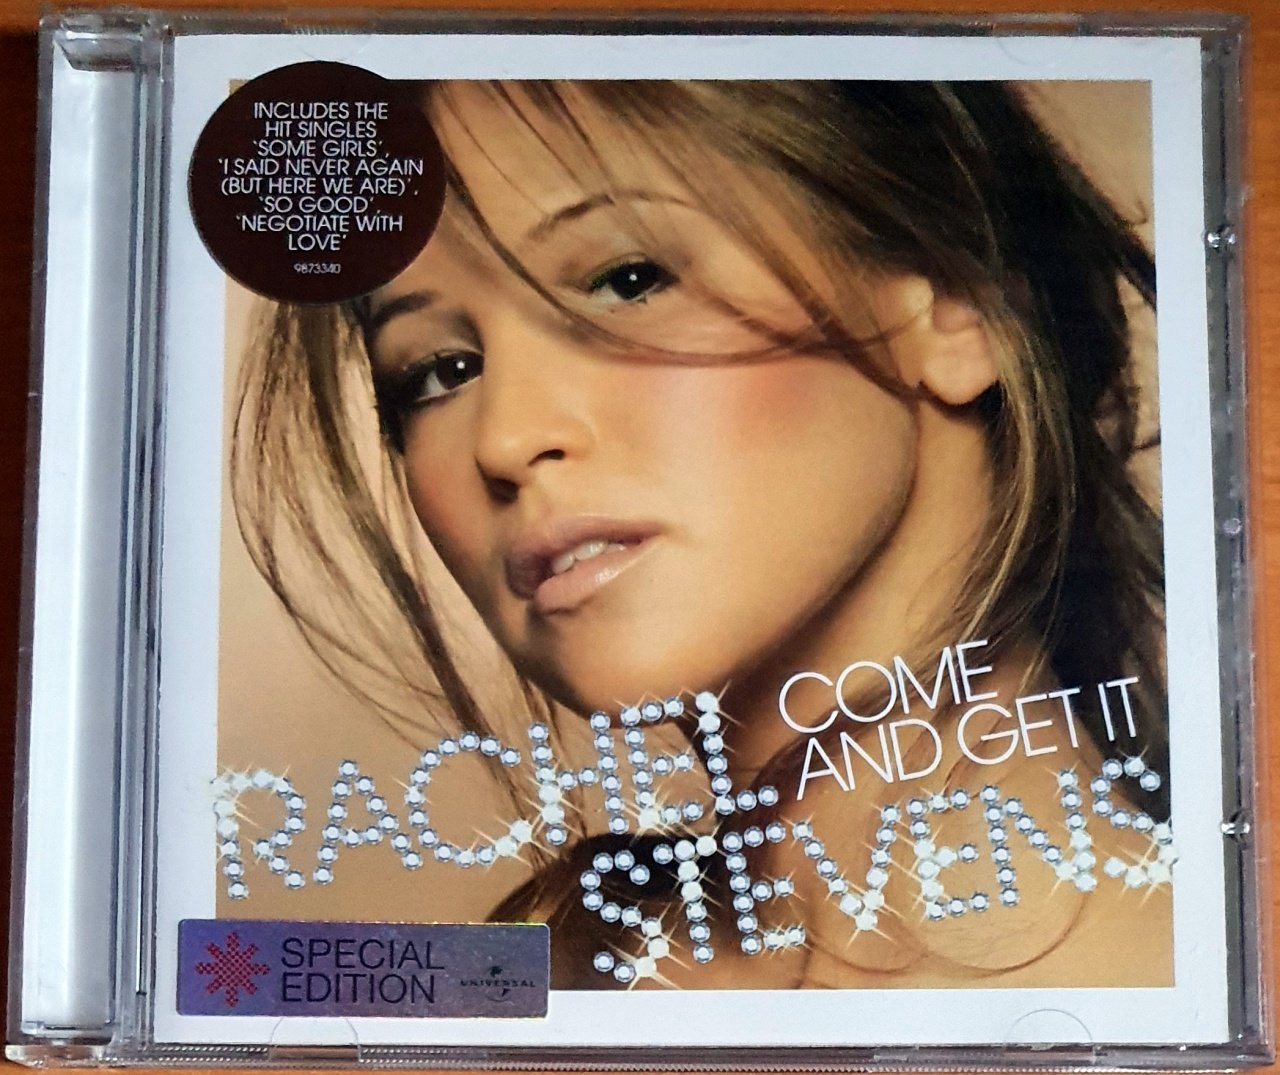 INCLUDES THE
HIT SINGLES
‘SOME GIRLS’,
‘I SAID NEVER AGAIN
(BUT HERE WE ARE)’,
‘SO GOOD’,
‘NEGOTIATE WITH
LOVE’
9873340
COME
AND GET IT
RACHEL
STEVENS
SPECIAL
EDITION
UNIVERSAL